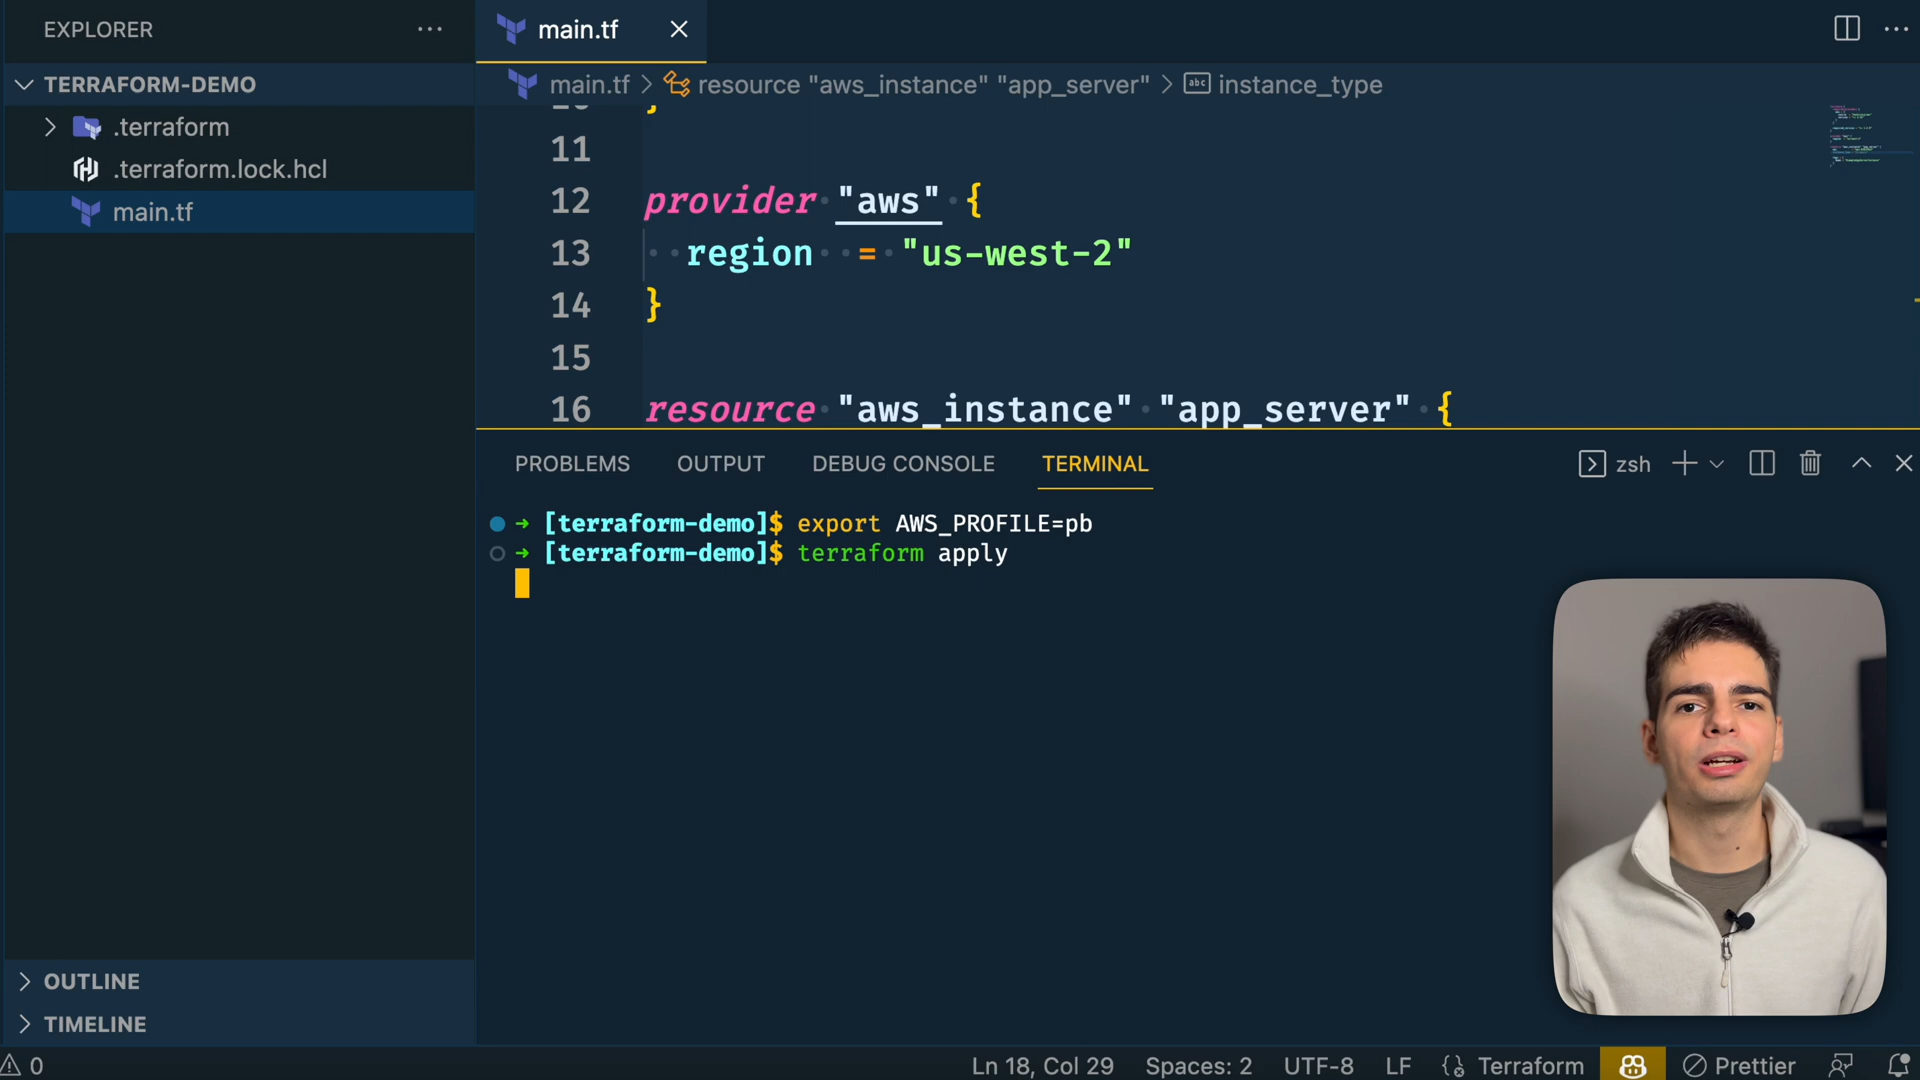 EXPLORER
TERRAFORM-DEMO
.terraform
.terraform.lock.hcl
main.tf
OUTLINE
TIMELINE
main.tf
main.tf > resource "aws_instance" "app_server" > abc instance_type
11
12 provider "aws" {
13 region = "us-west-2"
14 }
15
16 resource "aws_instance" "app_server" {
PROBLEMS OUTPUT DEBUG CONSOLE TERMINAL zsh
[terraform-demo]$ export AWS_PROFILE=pb
[terraform-demo]$ terraform apply
0 Ln 18, Col 29 Spaces: 2 UTF-8 LF Terraform Prettier